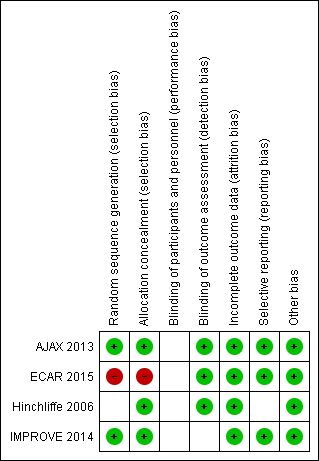 Random sequence generation (selection bias)
Allocation concealment (selection bias)
Blinding of participants and personnel (performance bias)
Blinding of outcome assessment (detection bias)
Incomplete outcome data (attrition bias)
Selective reporting (reporting bias)
Other bias
AJAX 2013 + + + + + +
ECAR 2015 - - + + + +
Hinchliffe 2006 + + + +
IMPROVE 2014 + + + + +